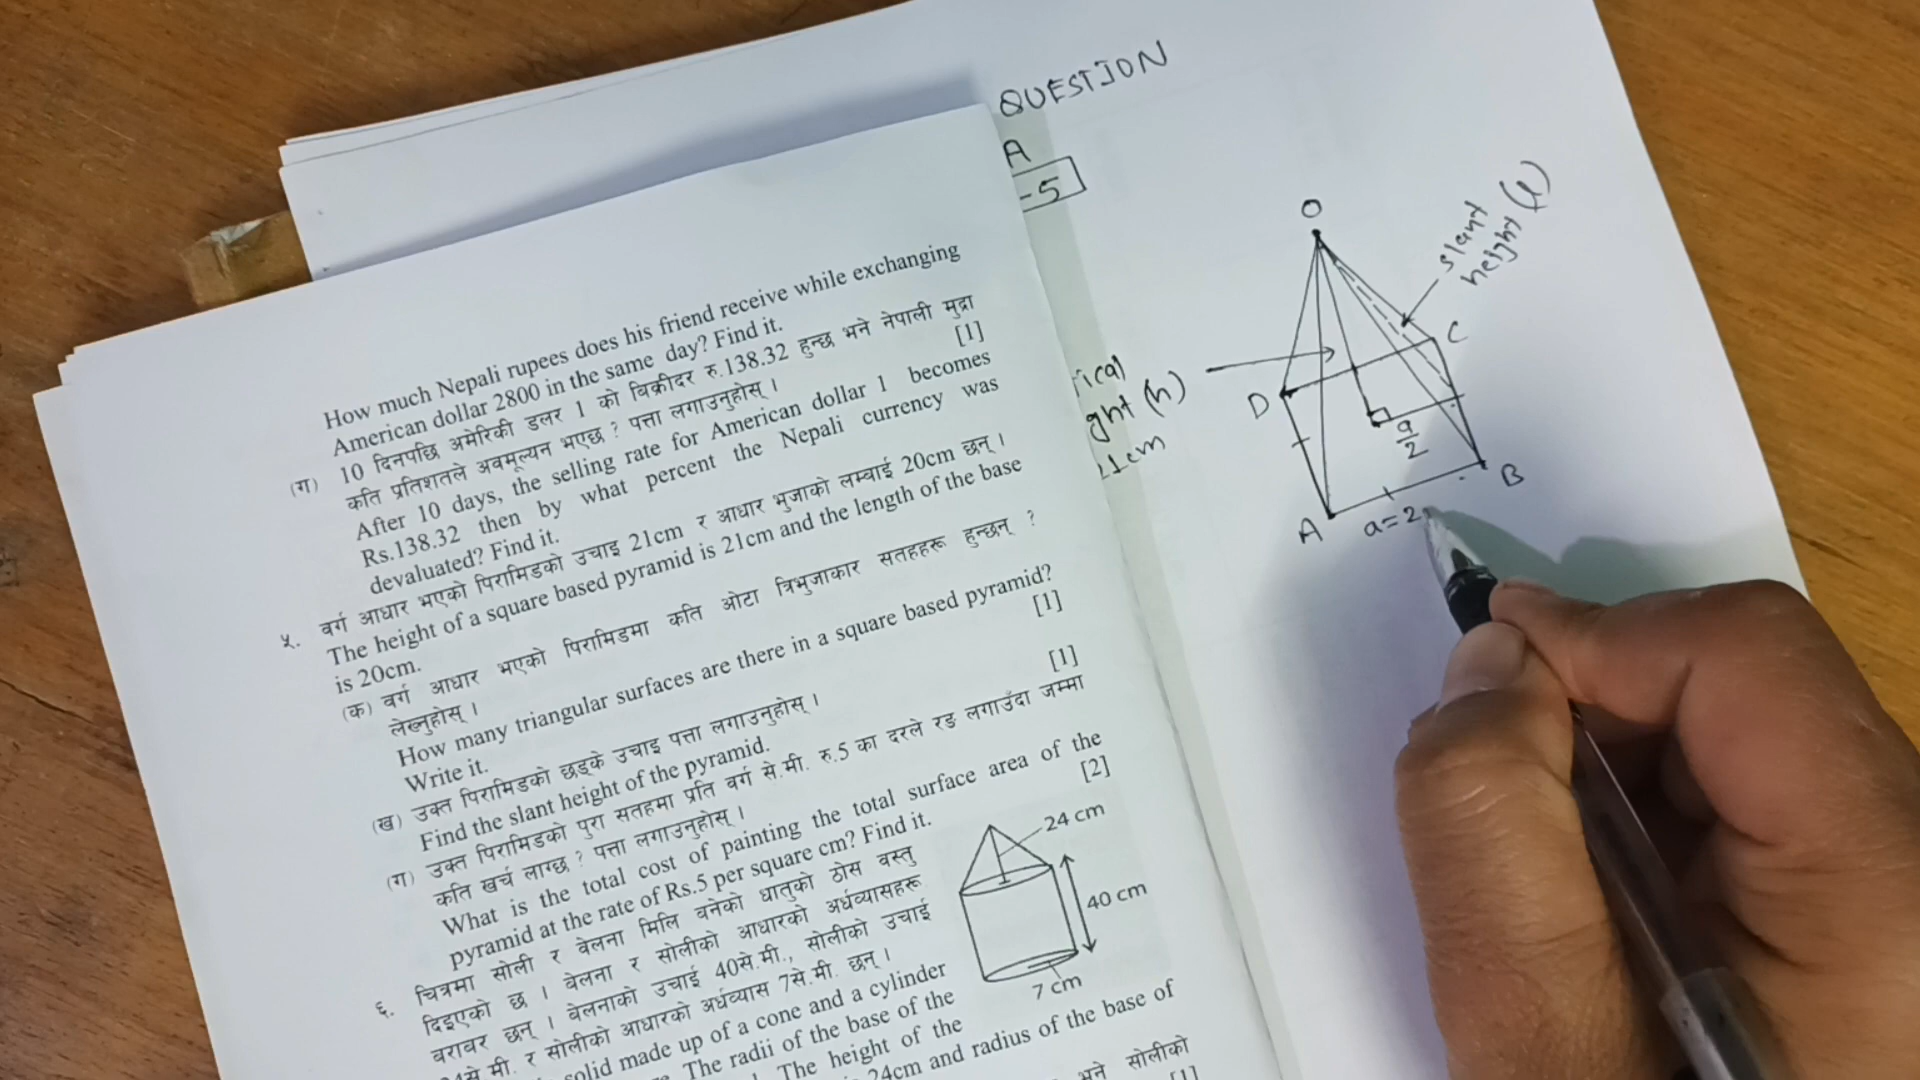 How much Nepali rupees does his friend receive while exchanging
American dollar 2800 in the same day? Find it.
[1]
(ग) 10 दिनपछि अमेरिकी डलर 1 को बिक्रीदर रु.138.32 हुन्छ भने नेपाली मुद्रा
कति प्रतिशतले अवमूल्यन भएछ ? पत्ता लगाउनुहोस् ।
After 10 days, the selling rate for American dollar 1 becomes
Rs.138.32 then by what percent the Nepali currency was
devaluated? Find it.
५. वर्ग आधार भएको पिरामिडको उचाइ 21cm र आधार भुजाको लम्बाई 20cm छन् ।
The height of a square based pyramid is 21cm and the length of the base
is 20cm.
(क) वर्ग आधार भएको पिरामिडमा कति ओटा त्रिभुजाकार सतहहरू हुन्छन् ?
लेख्नुहोस् ।
How many triangular surfaces are there in a square based pyramid?
Write it.
[1]
(ख) उक्त पिरामिडको छड्के उचाइ पत्ता लगाउनुहोस् ।
Find the slant height of the pyramid.
[1]
(ग) उक्त पिरामिडको पुरा सतहमा प्रति वर्ग से.मी. रु.5 का दरले रङ लगाउँदा जम्मा
कति खर्च लाग्छ ? पत्ता लगाउनुहोस् ।
What is the total cost of painting the total surface area of the
pyramid at the rate of Rs.5 per square cm? Find it.
[2]
६. चित्रमा सोली र वेलना मिलि बनेको धातुको ठोस वस्तु
दिइएको छ । वेलना र सोलीको आधारको अर्धव्यासहरू
बराबर छन् । वेलनाको उचाई 40से.मी., सोलीको उचाई
से मी. र सोलीको आधारको अर्धव्यास 7से.मी. छन् ।
solid made up of a cone and a cylinder
The radii of the base of the
The height of the
24cm and radius of the base of
भने सोलीको
[1]
24 cm
40 cm
7 cm
QUESTION
A
-5
O
slant
height (l)
C
D
ght (h)
21cm
a
2
B
A
a=2